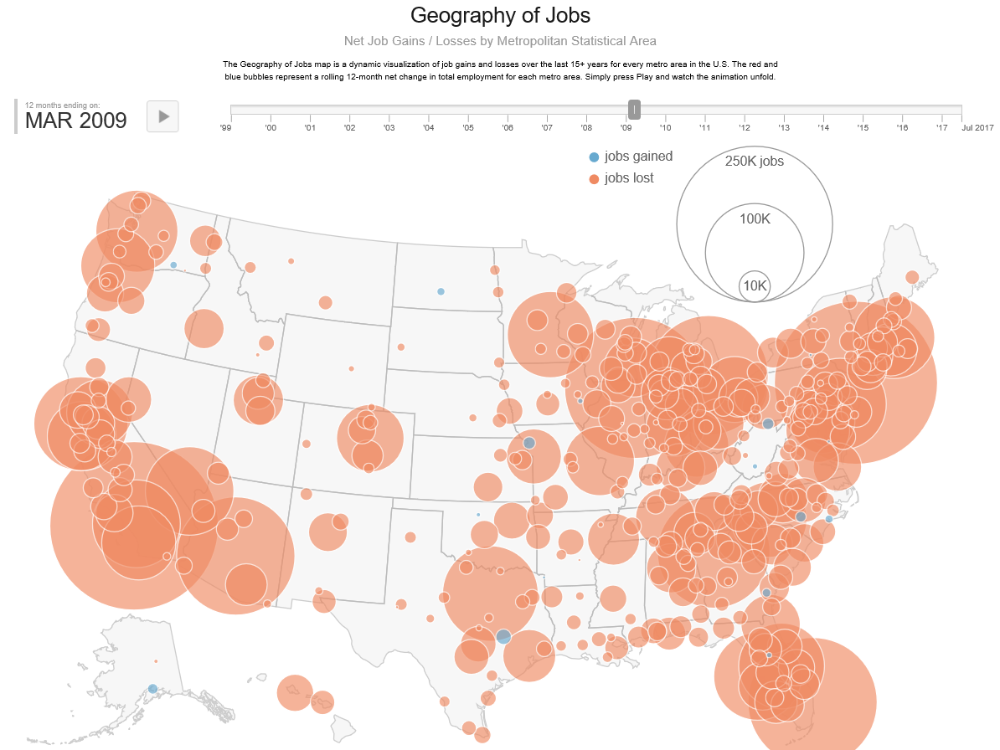 Geography of Jobs
Net Job Gains / Losses by Metropolitan Statistical Area
The Geography of Jobs map is a dynamic visualization of job gains and losses over the last 15+ years for every metro area in the U.S. The red and
blue bubbles represent a rolling 12-month net change in total employment for each metro area. Simply press Play and watch the animation unfold.
12 months ending on:
MAR 2009
'99 '00 '01 '02 '03 '04 '05 '06 '07 '08 '09 '10 '11 '12 '13 '14 '15 '16 '17 Jul 2017
jobs gained
jobs lost
250K jobs
100K
10K